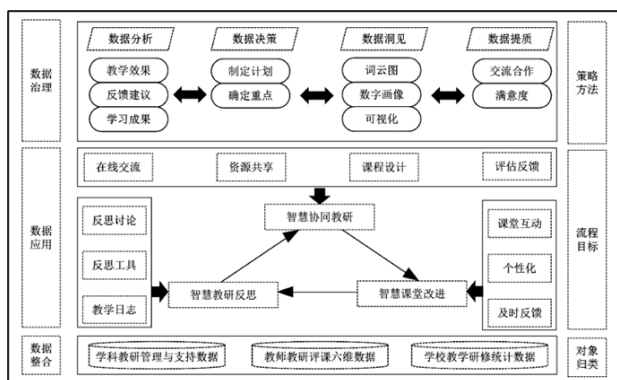 数据分析
数据决策
数据洞见
数据提质
数据
治理
教学效果
反馈建议
学习成果
制定计划
确定重点
词云图
数字画像
可视化
交流合作
满意度
策略
方法
在线交流
资源共享
课程设计
评估反馈
数据
应用
反思讨论
反思工具
教学日志
智慧协同教研
智慧教研反思
智慧课堂改进
课堂互动
个性化
及时反馈
流程
目标
数据
整合
学科教研管理与支持数据
教师教研评课六维数据
学校教学研修统计数据
对象
归类